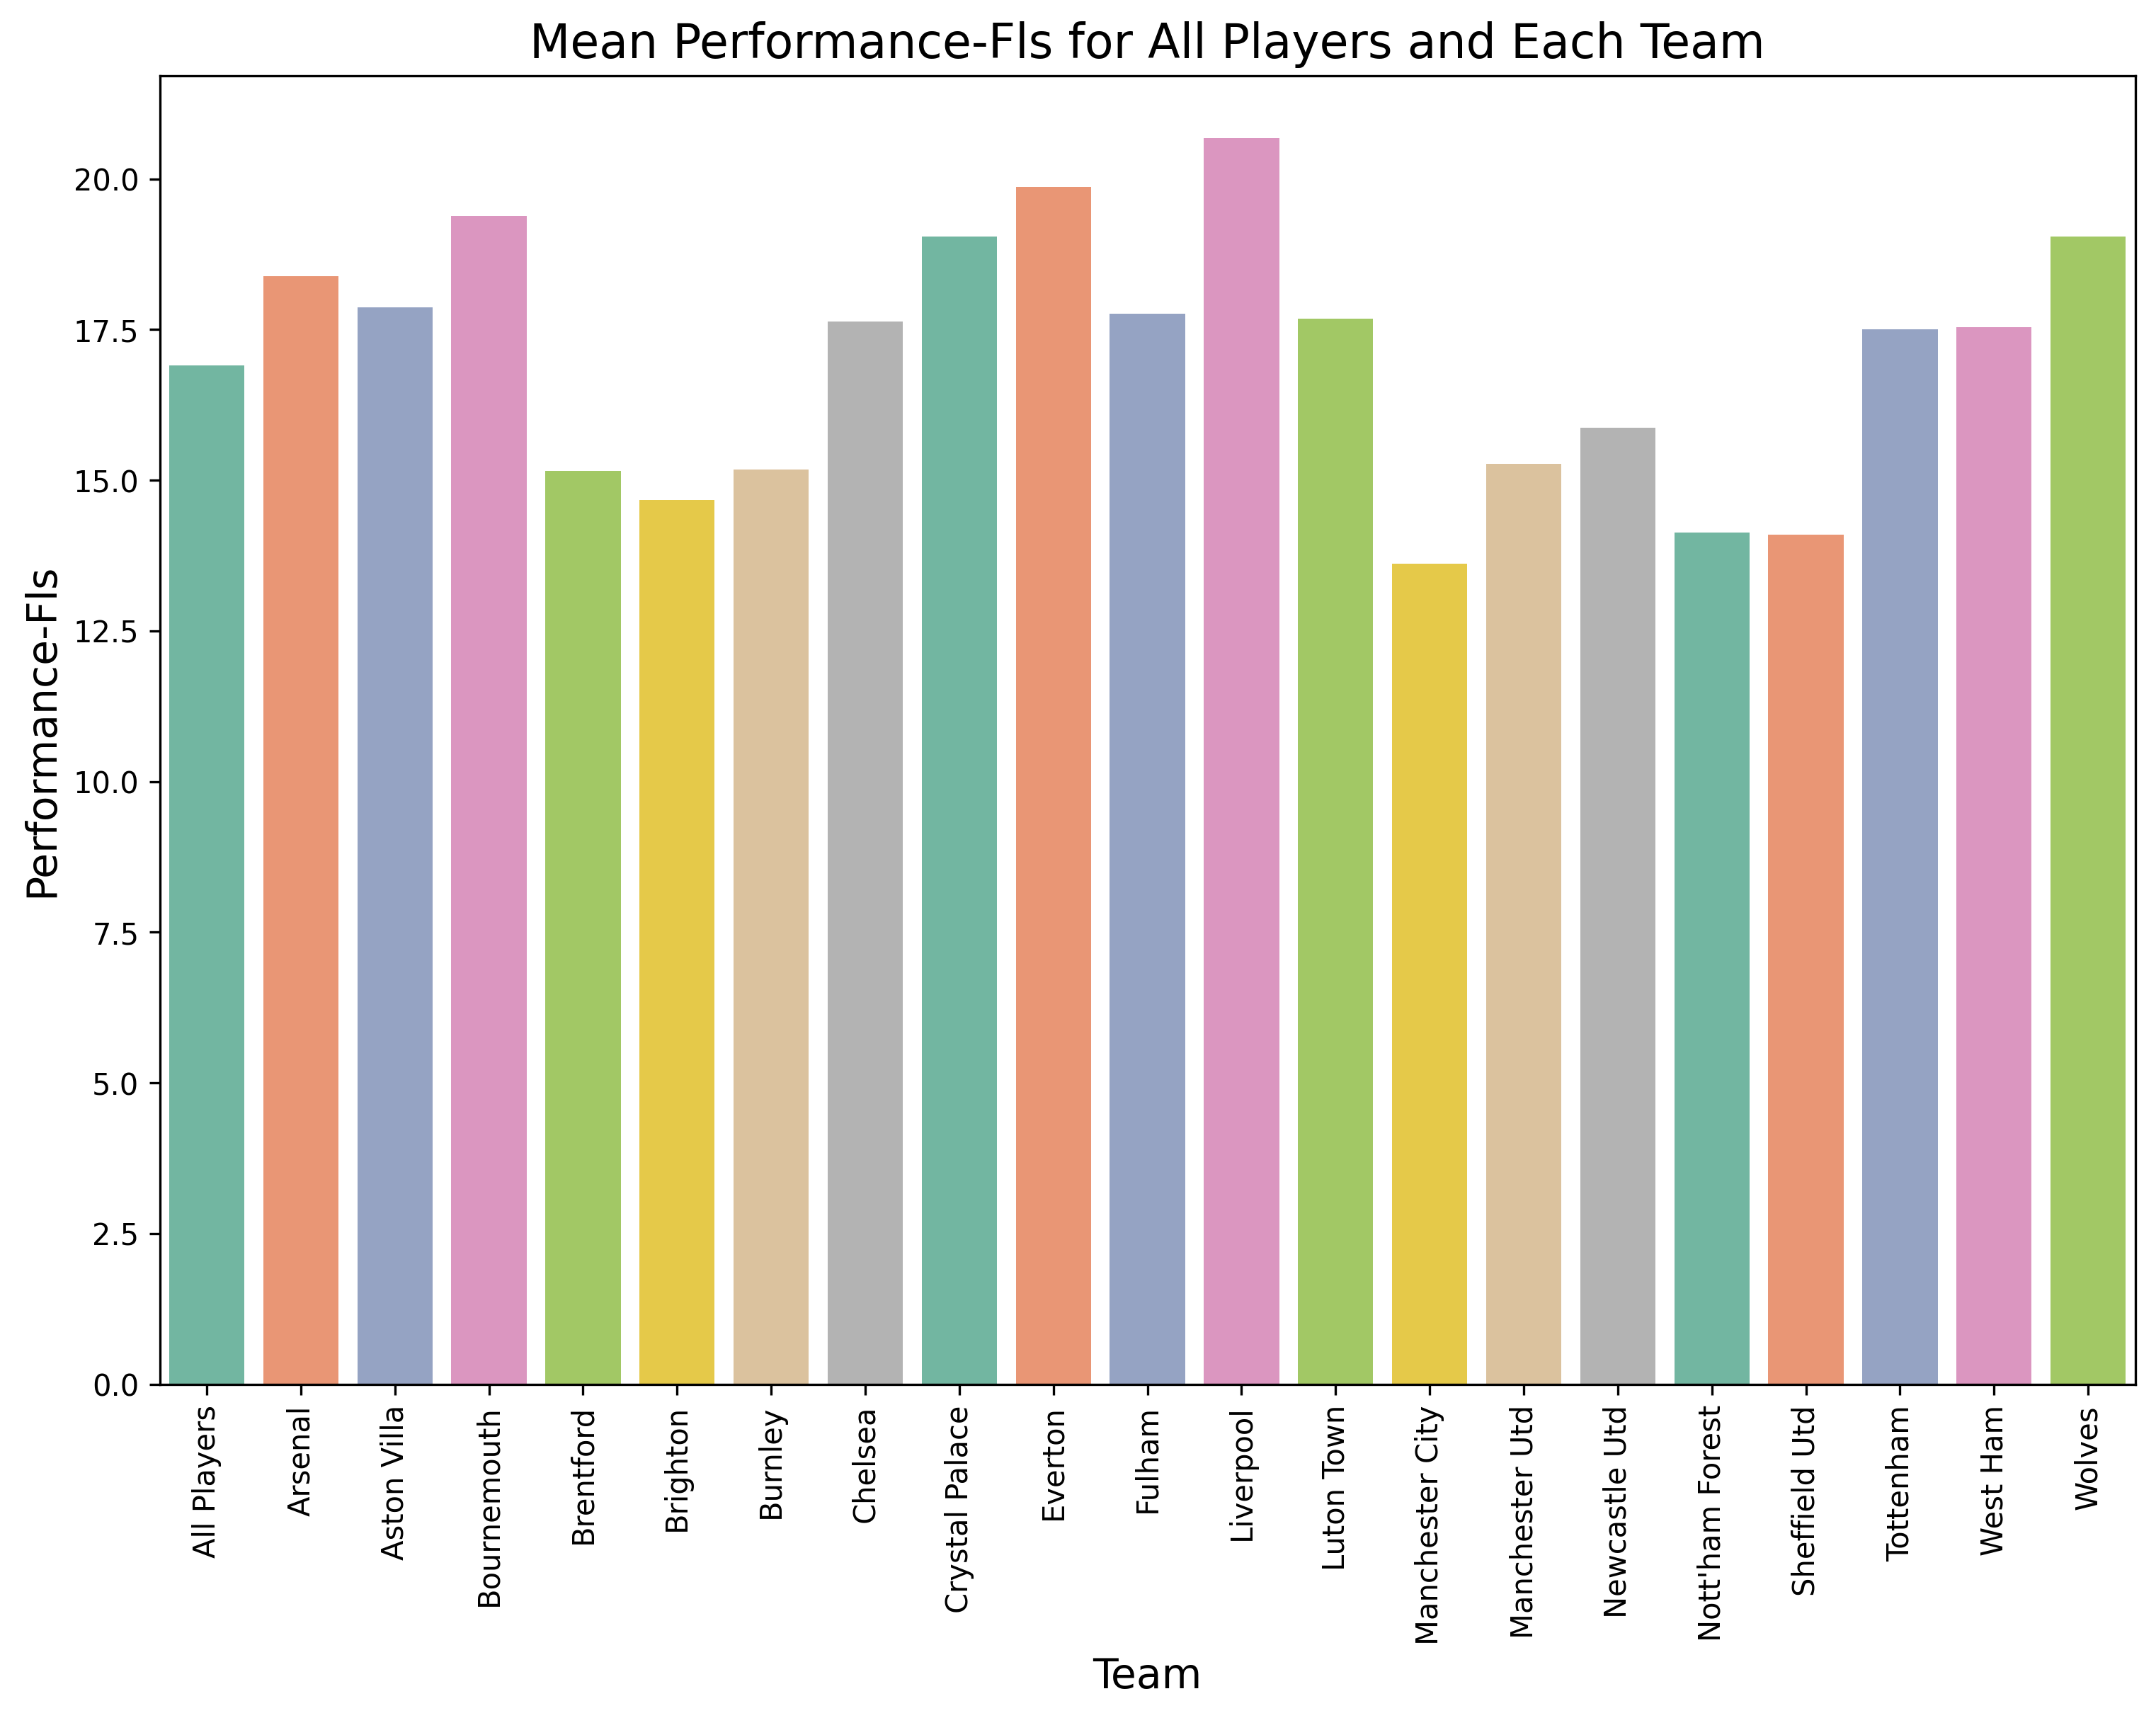 Mean Performance-Fls for All Players and Each Team
Performance-Fls
20.0
17.5
15.0
12.5
10.0
7.5
5.0
2.5
0.0
All Players
Arsenal
Aston Villa
Bournemouth
Brentford
Brighton
Burnley
Chelsea
Crystal Palace
Everton
Fulham
Liverpool
Luton Town
Manchester City
Manchester Utd
Newcastle Utd
Nott'ham Forest
Sheffield Utd
Tottenham
West Ham
Wolves
Team